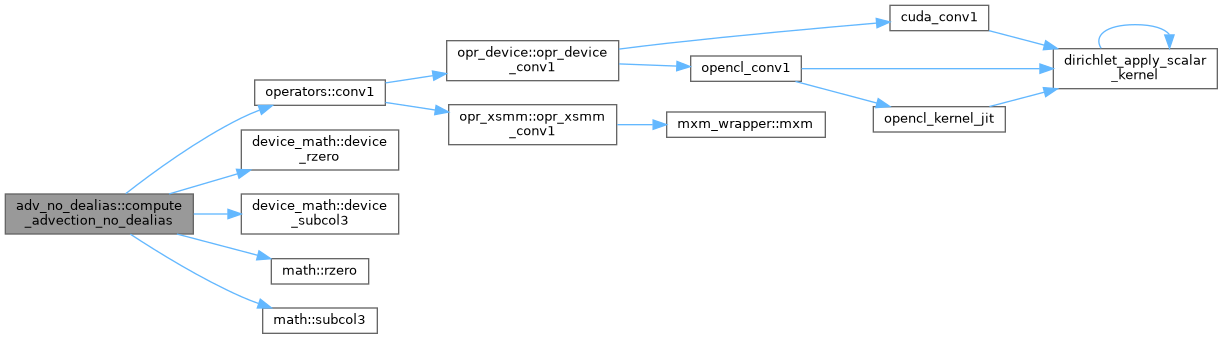 cuda_conv1
opr_device::opr_device
_conv1
dirichlet_apply_scalar
_kernel
opencl_conv1
operators::conv1
opr_xsmm::opr_xsmm
_conv1
opencl_kernel_jit
mxm_wrapper::mxm
device_math::device
_rzero
adv_no_dealias::compute
_advection_no_dealias
device_math::device
_subcol3
math::rzero
math::subcol3